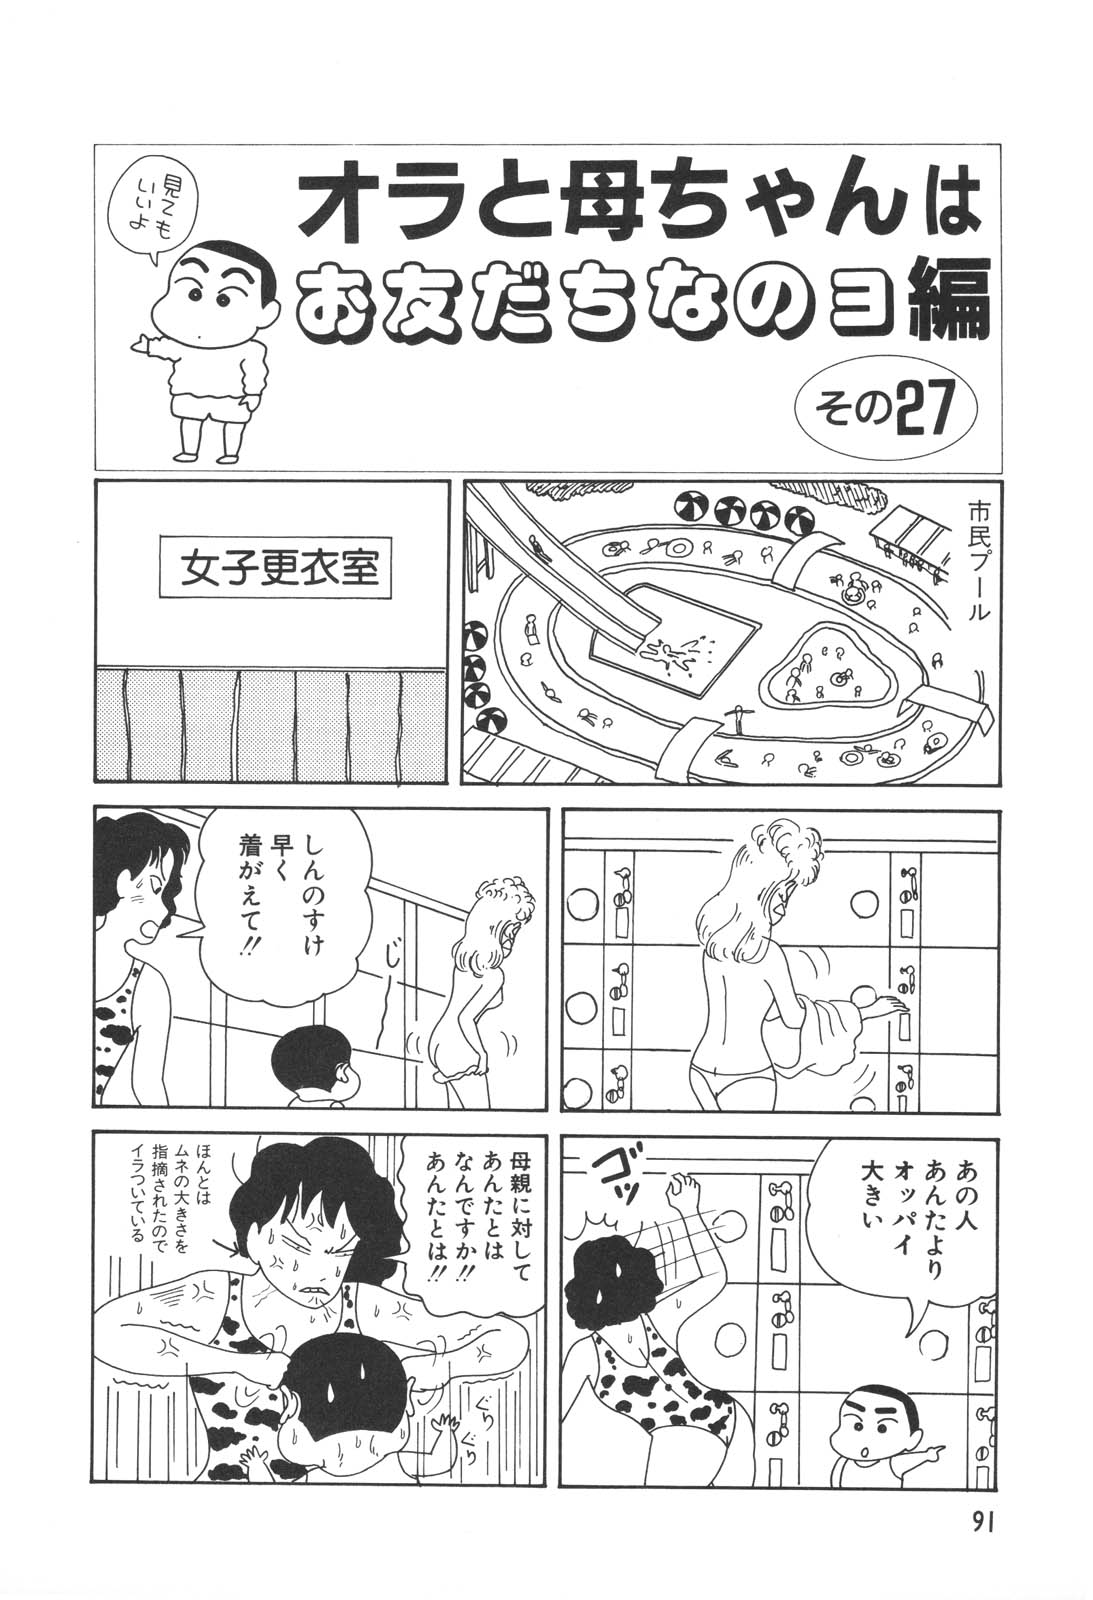 オラと母ちゃんは
お友だちなのヨ編
その27
見ても
いいよ
市民プール
女子更衣室
しんのすけ
早く
着がえて!!
じーっ
あの人
あんたより
オッパイ
大きい
ゴッ
母親に対して
あんたとは
なんですか!!
あんたとは!!
ほんとは
ムネの大きさを
指摘されたので
イラついている
ぐりぐり
91